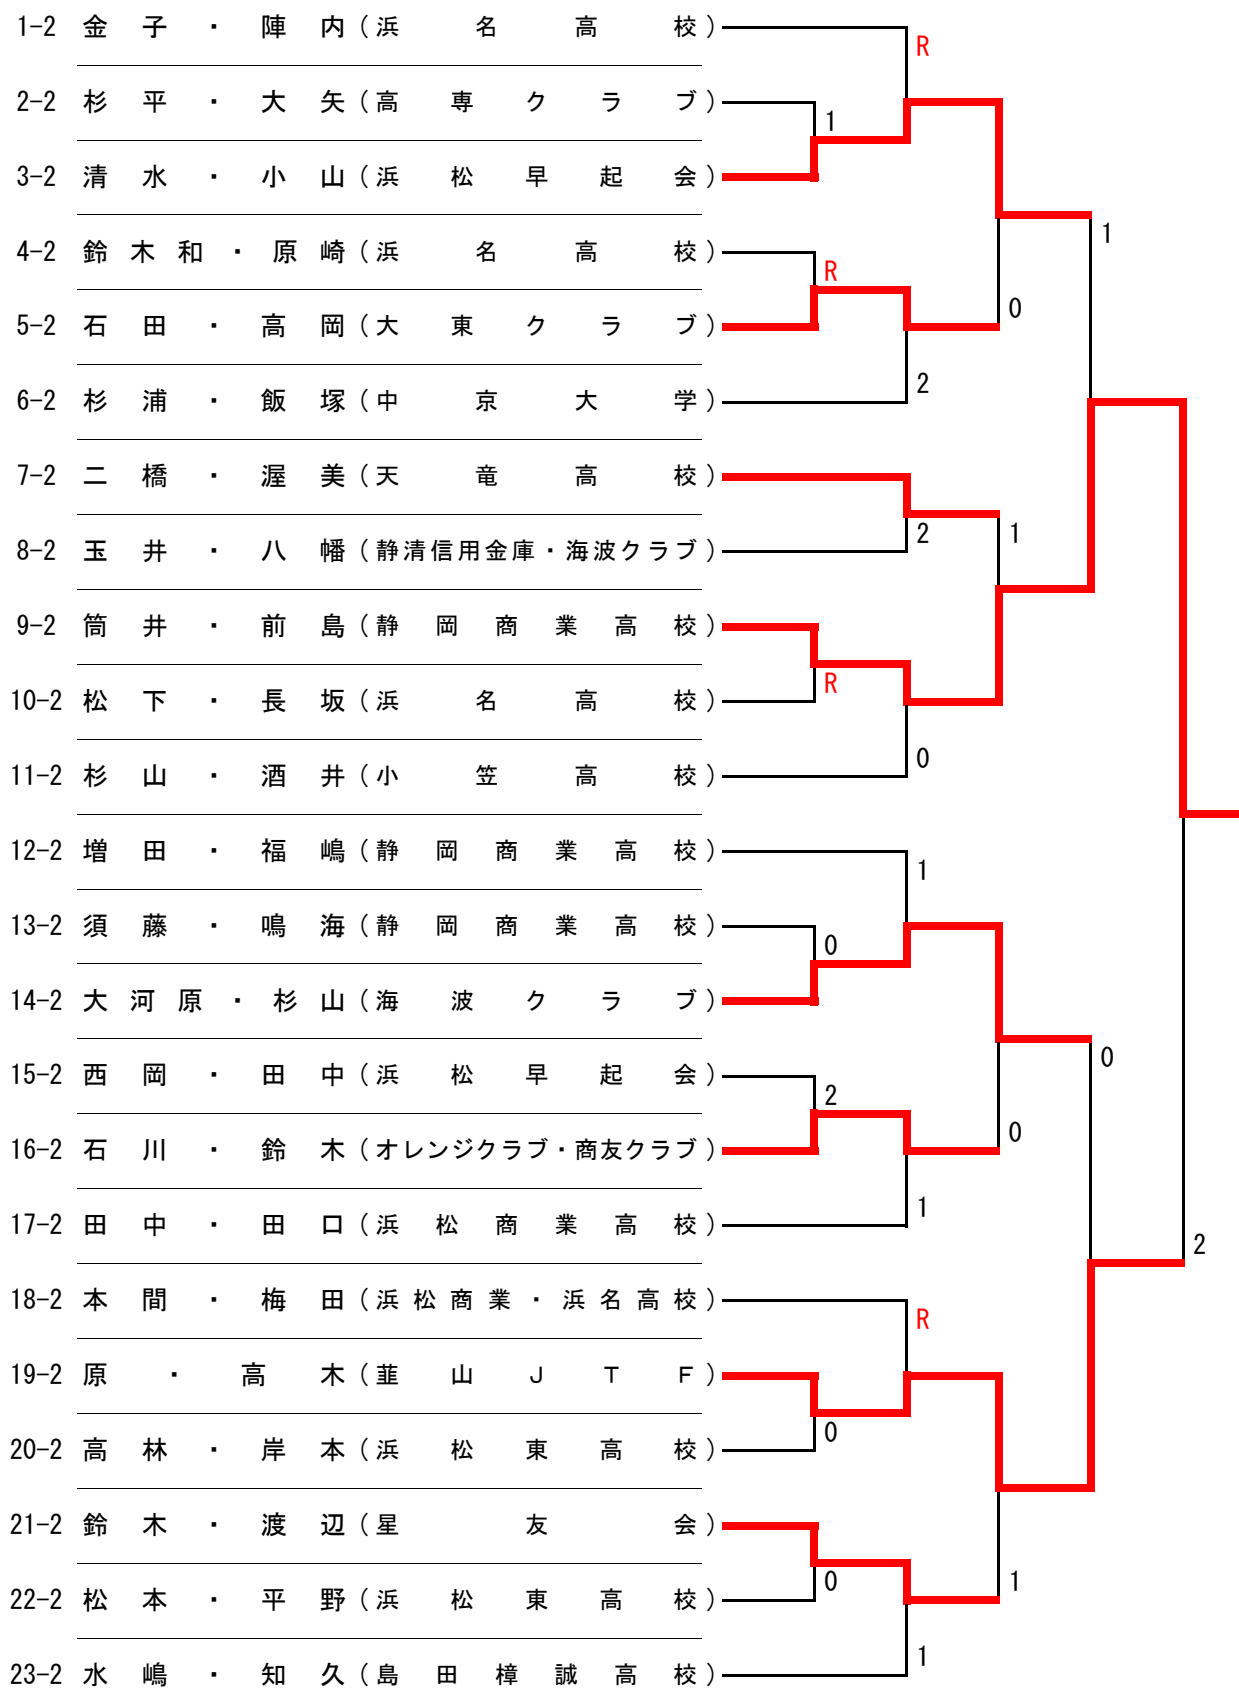 1-2 金子・陣内(浜名高校)
R
2-2 杉平・大矢(高専クラブ)
1
3-2 清水・小山(浜松早起会)
1
4-2 鈴木和・原崎(浜名高校)
R
0
5-2 石田・高岡(大東クラブ)
2
6-2 杉浦・飯塚(中京大学)
7-2 二橋・渥美(天竜高校)
2 1
8-2 玉井・八幡(静清信用金庫・海波クラブ)
9-2 筒井・前島(静岡商業高校)
R
10-2 松下・長坂(浜名高校)
0
11-2 杉山・酒井(小笠高校)
12-2 増田・福嶋(静岡商業高校)
1
13-2 須藤・鳴海(静岡商業高校)
0
14-2 大河原・杉山(海波クラブ)
0
15-2 西岡・田中(浜松早起会)
2
0
16-2 石川・鈴木(オレンジクラブ・商友クラブ)
1
17-2 田中・田口(浜松商業高校)
2
18-2 本間・梅田(浜松商業・浜名高校)
R
19-2 原・高木(韮山JTF)
0
20-2 高林・岸本(浜松東高校)
21-2 鈴木・渡辺(星友会)
0 1
22-2 松本・平野(浜松東高校)
1
23-2 水嶋・知久(島田樟誠高校)